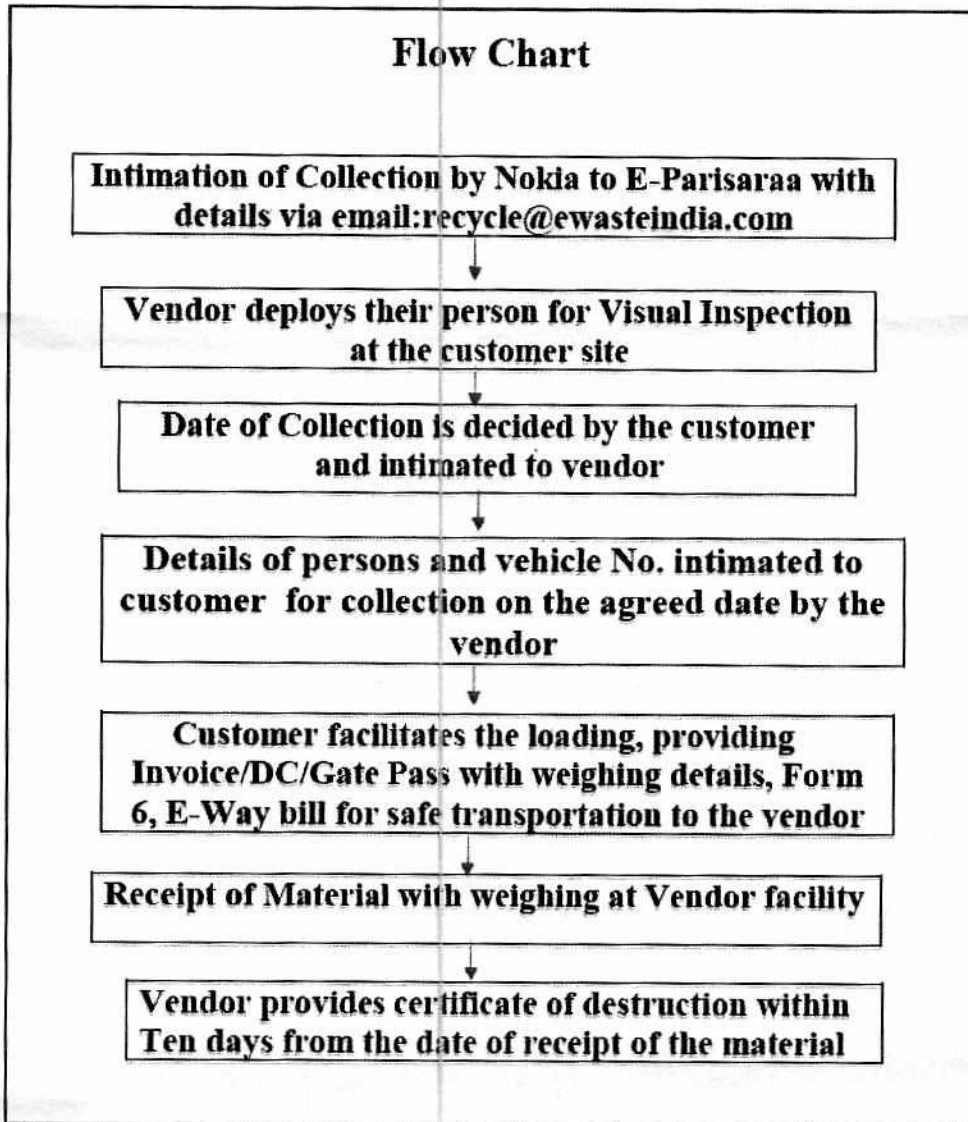 Flow Chart
Intimation of Collection by Nokia to E-Parisaraa with
details via email:recycle@ewasteindia.com
Vendor deploys their person for Visual Inspection
at the customer site
Date of Collection is decided by the customer
and intimated to vendor
Details of persons and vehicle No. intimated to
customer for collection on the agreed date by the
vendor
Customer facilitates the loading, providing
Invoice/DC/Gate Pass with weighing details, Form
6, E-Way bill for safe transportation to the vendor
Receipt of Material with weighing at Vendor facility
Vendor provides certificate of destruction within
Ten days from the date of receipt of the material